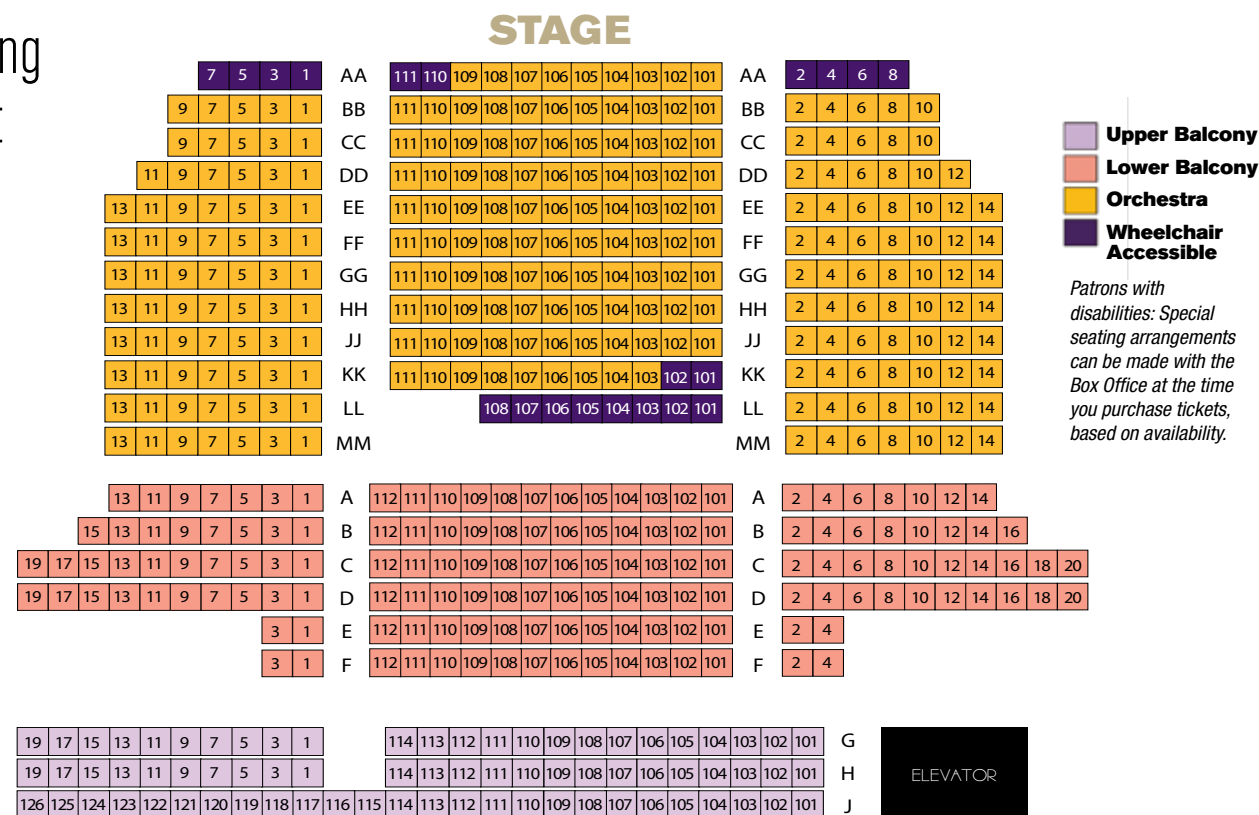 STAGE
ng
7 5 3 1 AA 111 110 109 108 107 106 105 104 103 102 101 AA 2 4 6 8
9 7 5 3 1 BB 111 110 109 108 107 106 105 104 103 102 101 BB 2 4 6 8 10
9 7 5 3 1 CC 111 110 109 108 107 106 105 104 103 102 101 CC 2 4 6 8 10
11 9 7 5 3 1 DD 111 110 109 108 107 106 105 104 103 102 101 DD 2 4 6 8 10 12
13 11 9 7 5 3 1 EE 111 110 109 108 107 106 105 104 103 102 101 EE 2 4 6 8 10 12 14
13 11 9 7 5 3 1 FF 111 110 109 108 107 106 105 104 103 102 101 FF 2 4 6 8 10 12 14
13 11 9 7 5 3 1 GG 111 110 109 108 107 106 105 104 103 102 101 GG 2 4 6 8 10 12 14
13 11 9 7 5 3 1 HH 111 110 109 108 107 106 105 104 103 102 101 HH 2 4 6 8 10 12 14
13 11 9 7 5 3 1 JJ 111 110 109 108 107 106 105 104 103 102 101 JJ 2 4 6 8 10 12 14
13 11 9 7 5 3 1 KK 111 110 109 108 107 106 105 104 103 102 101 KK 2 4 6 8 10 12 14
13 11 9 7 5 3 1 LL 108 107 106 105 104 103 102 101 LL 2 4 6 8 10 12 14
13 11 9 7 5 3 1 MM MM 2 4 6 8 10 12 14
Upper Balcony
Lower Balcony
Orchestra
Wheelchair
Accessible
Patrons with
disabilities: Special
seating arrangements
can be made with the
Box Office at the time
you purchase tickets,
based on availability.
13 11 9 7 5 3 1 A 112 111 110 109 108 107 106 105 104 103 102 101 A 2 4 6 8 10 12 14
15 13 11 9 7 5 3 1 B 112 111 110 109 108 107 106 105 104 103 102 101 B 2 4 6 8 10 12 14 16
19 17 15 13 11 9 7 5 3 1 C 112 111 110 109 108 107 106 105 104 103 102 101 C 2 4 6 8 10 12 14 16 18 20
19 17 15 13 11 9 7 5 3 1 D 112 111 110 109 108 107 106 105 104 103 102 101 D 2 4 6 8 10 12 14 16 18 20
3 1 E 112 111 110 109 108 107 106 105 104 103 102 101 E 2 4
3 1 F 112 111 110 109 108 107 106 105 104 103 102 101 F 2 4
19 17 15 13 11 9 7 5 3 1 114 113 112 111 110 109 108 107 106 105 104 103 102 101 G
19 17 15 13 11 9 7 5 3 1 114 113 112 111 110 109 108 107 106 105 104 103 102 101 H
126 125 124 123 122 121 120 119 118 117 116 115 114 113 112 111 110 109 108 107 106 105 104 103 102 101 J
ELEVATOR